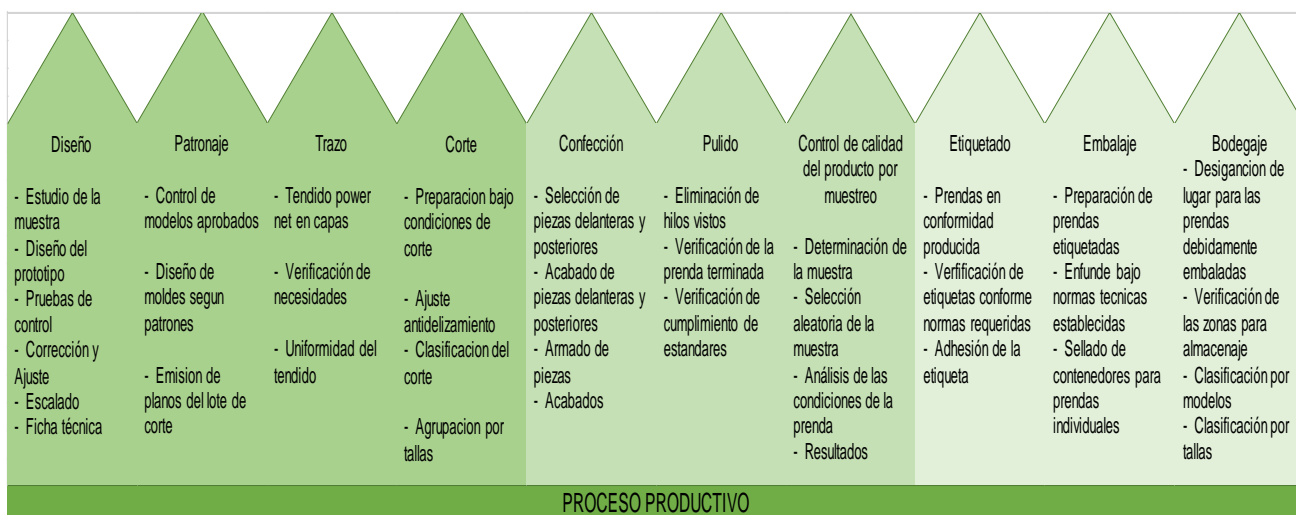 Diseño
- Estudio de la
muestra
- Diseño del
prototipo
- Pruebas de
control
- Corrección y
Ajuste
- Escalado
- Ficha técnica
Patronaje
- Control de
modelos aprobados
- Diseño de
moldes segun
patrones
- Emision de
planos del lote de
corte
Trazo
- Tendido power
net en capas
- Verificación de
necesidades
- Uniformidad del
tendido
Corte
- Preparacion bajo
condiciones de
corte
- Ajuste
antidelizamiento
- Clasificacion del
corte
- Agrupacion por
tallas
Confección
- Selección de
piezas delanteras y
posteriores
- Acabado de
piezas delanteras y
posteriores
- Armado de
piezas
- Acabados
Pulido
- Eliminación de
hilos vistos
- Verificación de la
prenda terminada
- Verificación de
cumplimiento de
estandares
Control de calidad
del producto por
muestreo
- Determinación de
la muestra
- Selección
aleatoria de la
muestra
- Análisis de las
condiciones de la
prenda
- Resultados
Etiquetado
- Prendas en
conformidad
producida
- Verfificación de
etiquetas conforme
normas requeridas
- Adhesión de la
etiqueta
Embalaje
- Preparación de
prendas
etiquetadas
- Enfunde bajo
normas tecnicas
establecidas
- Sellado de
contenedores para
prendas
individuales
Bodegaje
- Desigancion de
lugar para las
prendas
debidamente
embaladas
- Verificación de
las zonas para
almacenaje
- Clasificación por
modelos
- Clasificación por
tallas
PROCESO PRODUCTIVO